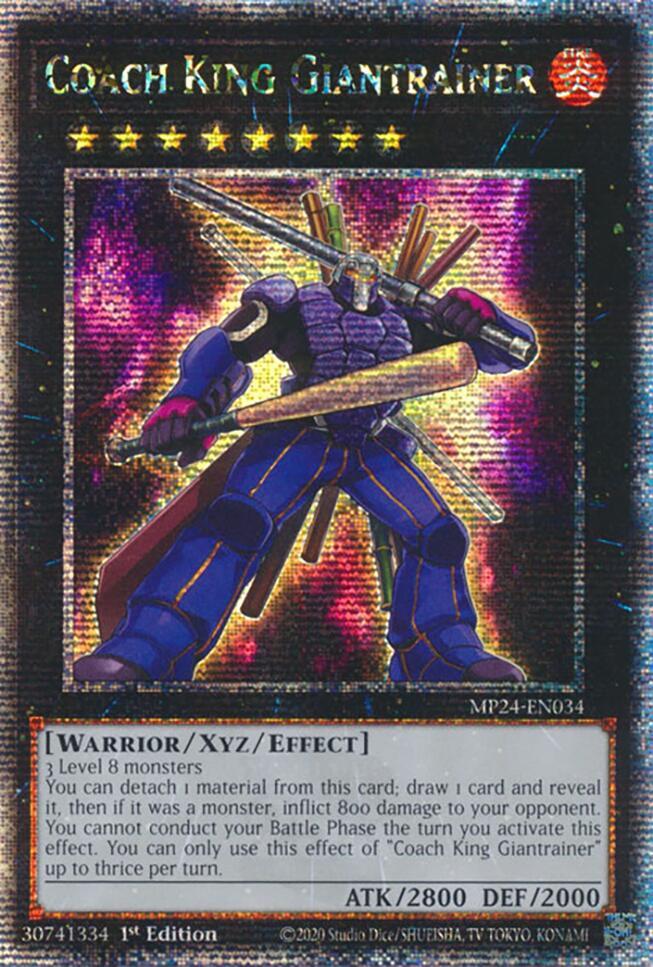 COACH KING GIANTRAINER
FIRE
炎
MP24-EN034
[WARRIOR/XYZ/EFFECT]
3 Level 8 monsters
You can detach 1 material from this card; draw 1 card and reveal
it, then if it was a monster, inflict 800 damage to your opponent.
You cannot conduct your Battle Phase the turn you activate this
effect. You can only use this effect of "Coach King Giantrainer"
up to thrice per turn.
ATK/2800 DEF/2000
30741334 1st Edition
©2020 Studio Dice/SHUEISHA, TV TOKYO, KONAMI